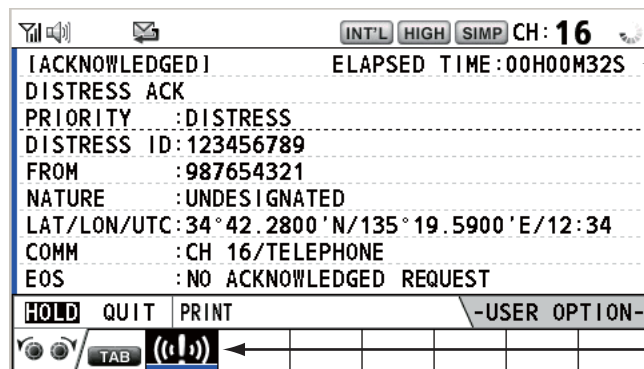 INT'L HIGH SIMP CH: 16
[ACKNOWLEDGED] ELAPSED TIME:00H00M32S
DISTRESS ACK
PRIORITY :DISTRESS
DISTRESS ID:123456789
FROM :987654321
NATURE :UNDESIGNATED
LAT/LON/UTC:34°42.2800'N/135°19.5900'E/12:34
COMM :CH 16/TELEPHONE
EOS :NO ACKNOWLEDGED REQUEST
HOLD QUIT PRINT -USER OPTION-
TAB